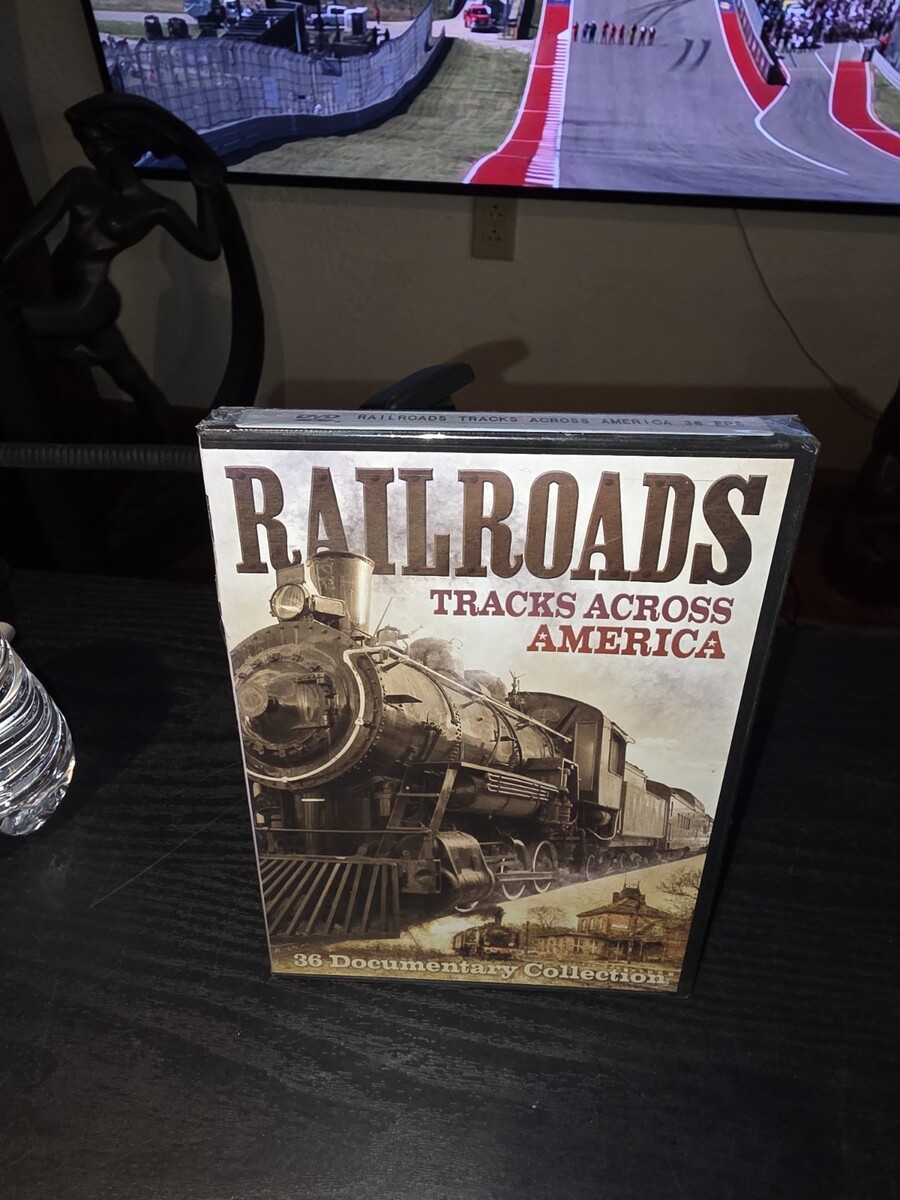 DVD RAILROADS TRACKS ACROSS AMERICA 36 EPS
RAILROADS
TRACKS ACROSS
AMERICA
36 Documentary Collection